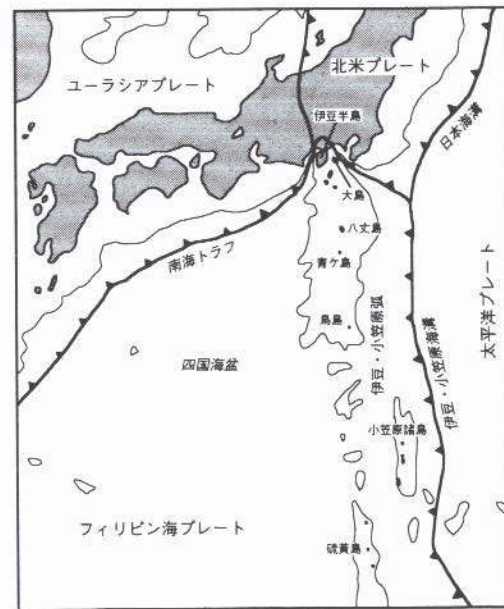 北米プレート
ユーラシアプレート
伊豆半島
日本海溝
大島
八丈島
南海トラフ
青ケ島
鳥島
伊豆・小笠原弧
伊豆・小笠原海溝
太平洋プレート
四国海盆
小笠原諸島
フィリピン海プレート
硫黄島